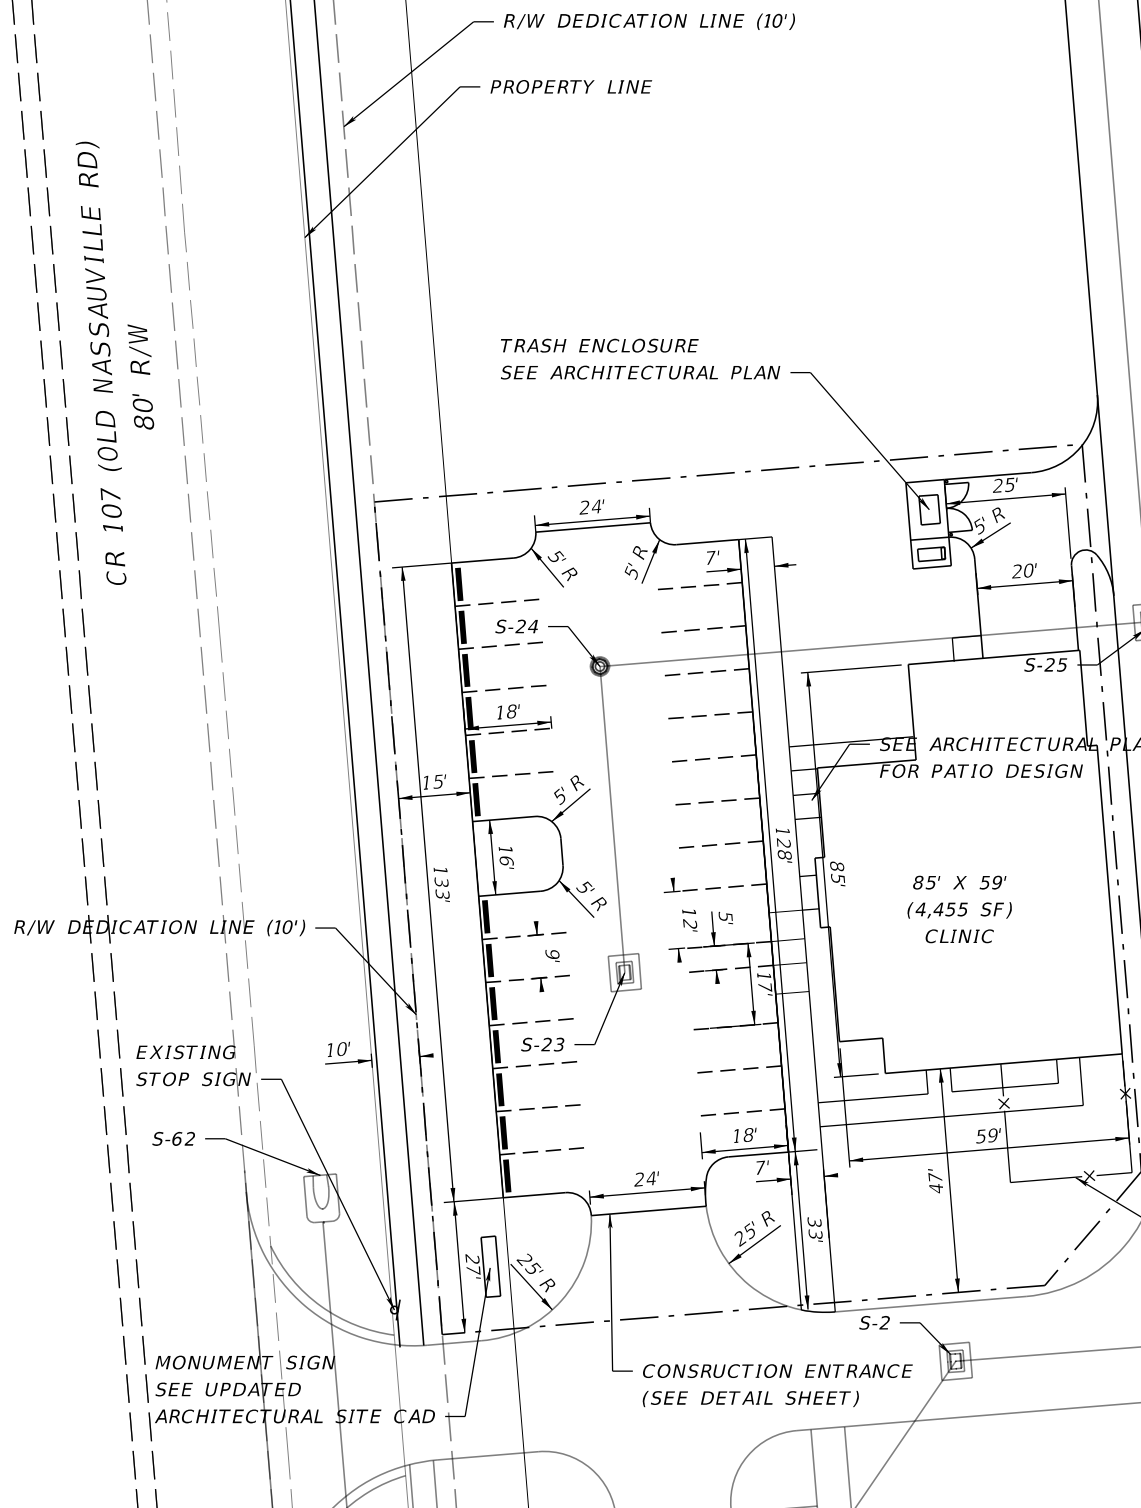 R/W DEDICATION LINE (10')
PROPERTY LINE
CR 107 (OLD NASSAUVILLE RD)
80' R/W
TRASH ENCLOSURE
SEE ARCHITECTURAL PLAN
25'
24'
5' R
5' R
5' R
7'
20'
S-24
S-25
18'
SEE ARCHITECTURAL PLA
FOR PATIO DESIGN
15'
5' R
16'
128'
85'
133'
5' R
85' X 59'
(4,455 SF)
CLINIC
R/W DEDICATION LINE (10')
12'
5'
9'
17'
S-23
10'
EXISTING
STOP SIGN
S-62
18'
59'
7'
24'
47'
25' R
33'
27'
25' R
S-2
MONUMENT SIGN
SEE UPDATED
ARCHITECTURAL SITE CAD
CONSRUCTION ENTRANCE
(SEE DETAIL SHEET)